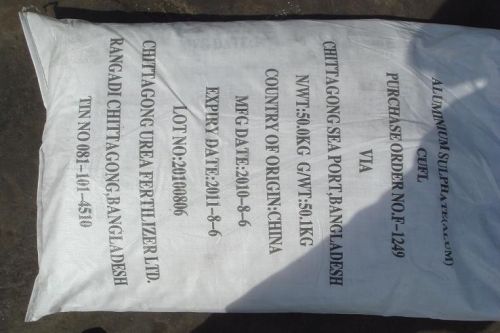 ALUMINIUM SULPHATE(ALUM)
CUFL
PURCHASE ORDER NO.F-1249
VIA
CHITTAGONG SEA PORT,BANGLADESH
N/WT:50.0KG G/WT:50.1KG
COUNTRY OF ORIGIN:CHINA
MFG DATE:2010-8-6
EXPIRY DATE:2011-8-6
LOT NO:20100806
CHITTAGONG UREA FERTILIZER LTD.
RANGADI CHITTAGONG,BANGLADESH
TIN NO 081-101-4510